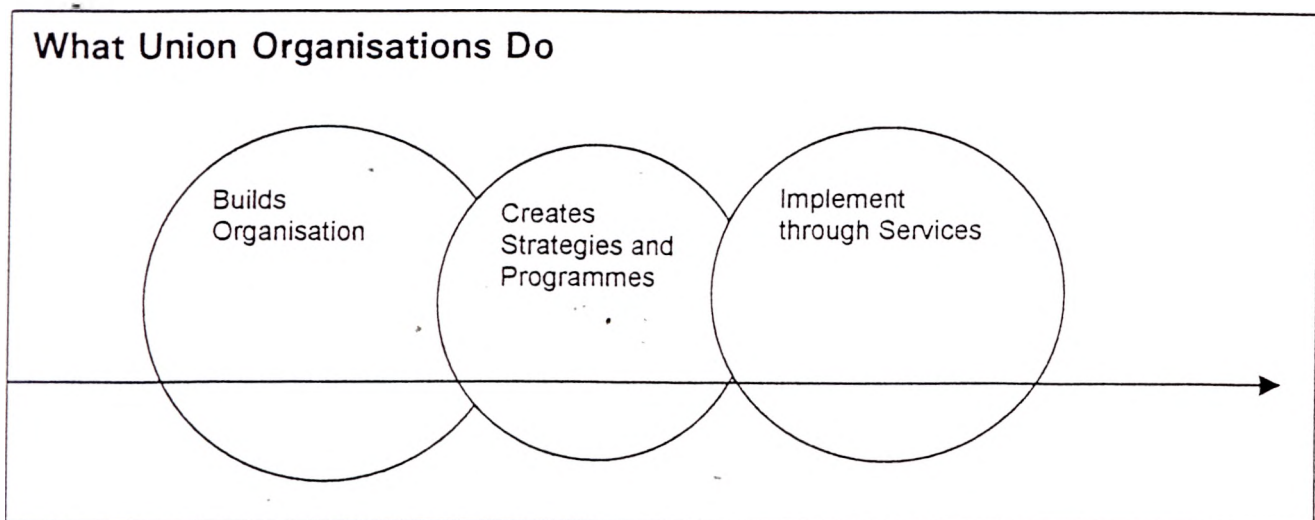 What Union Organisations Do
Builds
Organisation
Creates
Strategies and
Programmes
Implement
through Services